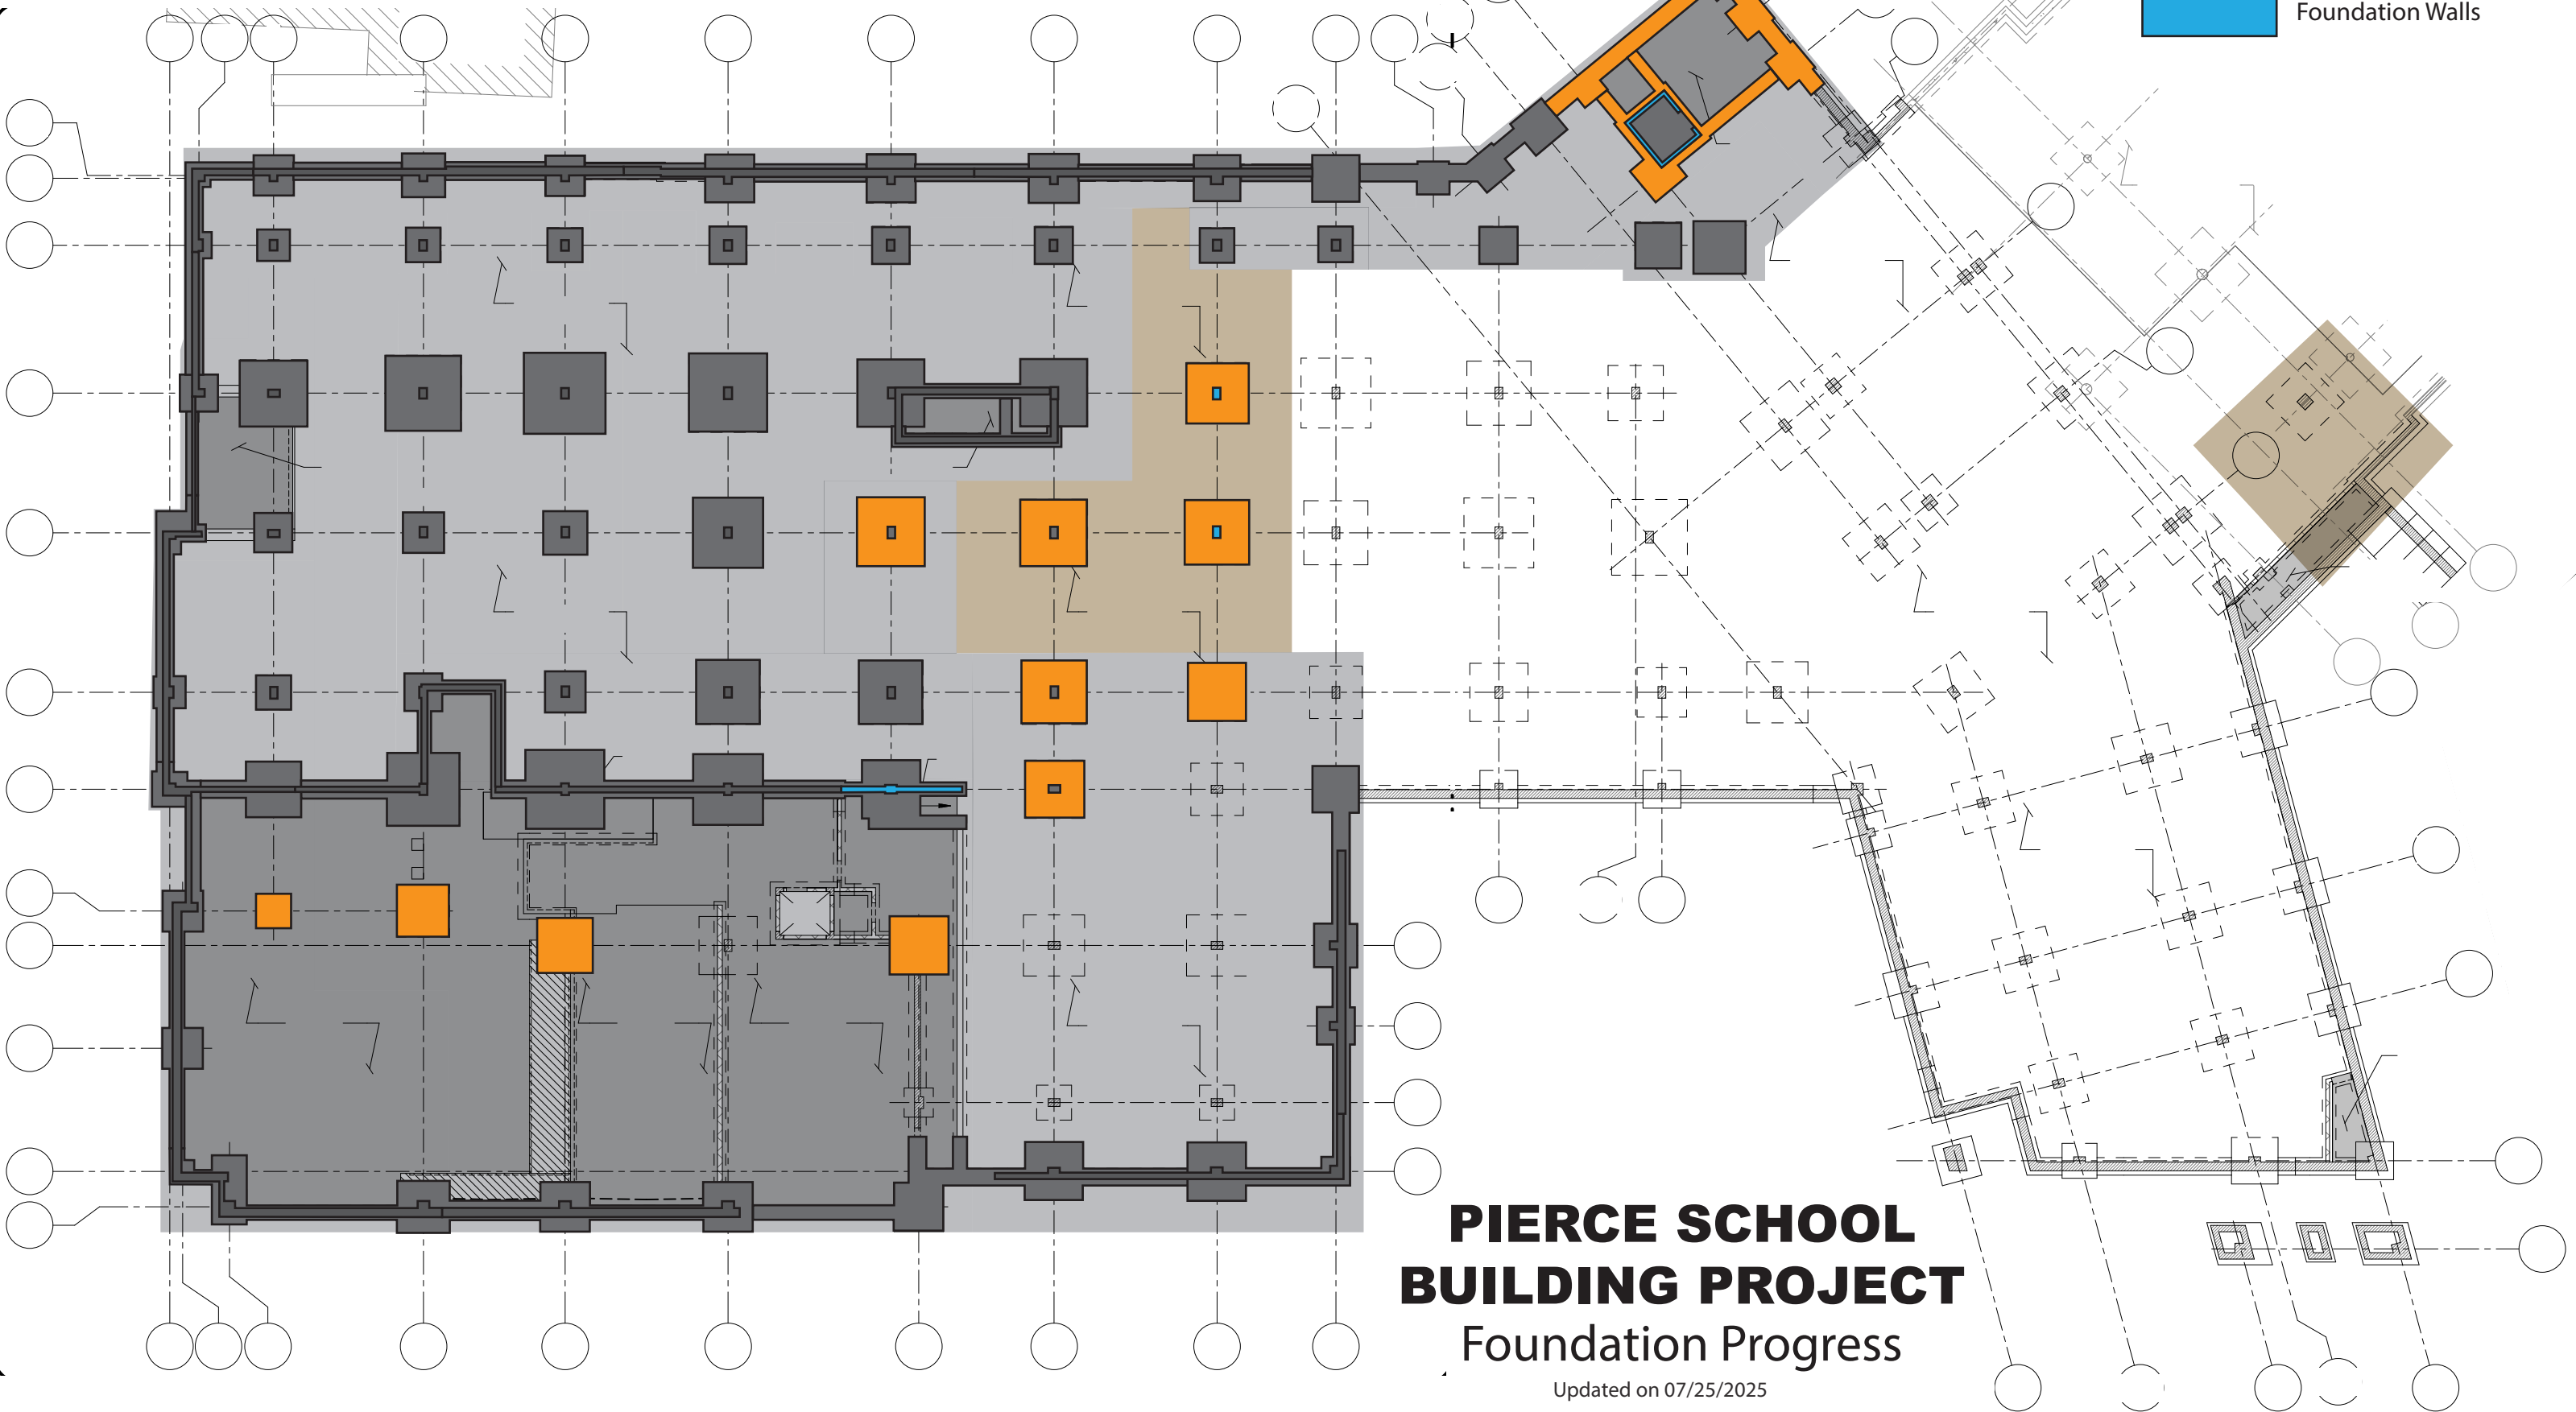 Foundation Walls
PIERCE SCHOOL
BUILDING PROJECT
Foundation Progress
Updated on 07/25/2025